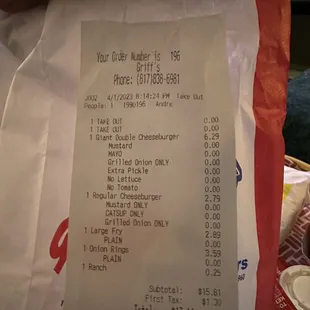 Your Order Number is 196
Griff's
Phone: (817)838-6981
4/1/2023 8:14:24 PM Take Out
People: 1 1990196 Andre
1 TAKE OUT 0.00
1 TAKE OUT 0.00
1 Giant Double Cheeseburger 6.29
Mustard 0.00
MAYO 0.00
Grilled Onion ONLY 0.00
Extra Pickle 0.00
No Lettuce 0.00
No Tomato 0.00
1 Regular Cheeseburger 2.79
Mustard ONLY 0.00
CATSUP ONLY 0.00
Grilled Onion ONLY 0.00
1 Large Fry 2.89
PLAIN 0.00
1 Onion Rings 3.59
PLAIN 0.00
1 Ranch 0.25
Subtotal: $15.81
First Tax: $1.30
Total: